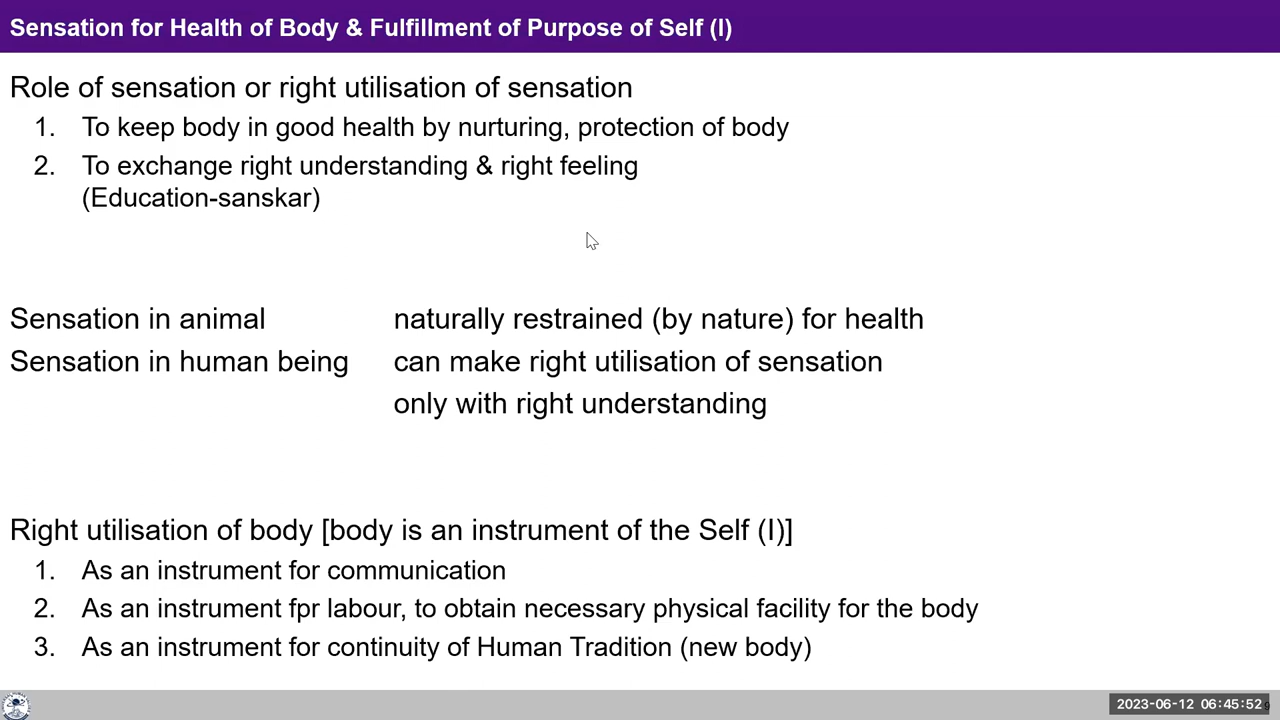 Sensation for Health of Body & Fulfillment of Purpose of Self (I)
Role of sensation or right utilisation of sensation
1. To keep body in good health by nurturing, protection of body
2. To exchange right understanding & right feeling
(Education-sanskar)
Sensation in animal naturally restrained (by nature) for health
Sensation in human being can make right utilisation of sensation
only with right understanding
Right utilisation of body [body is an instrument of the Self (I)]
1. As an instrument for communication
2. As an instrument fpr labour, to obtain necessary physical facility for the body
3. As an instrument for continuity of Human Tradition (new body)
2023-06-12 06:45:52
9